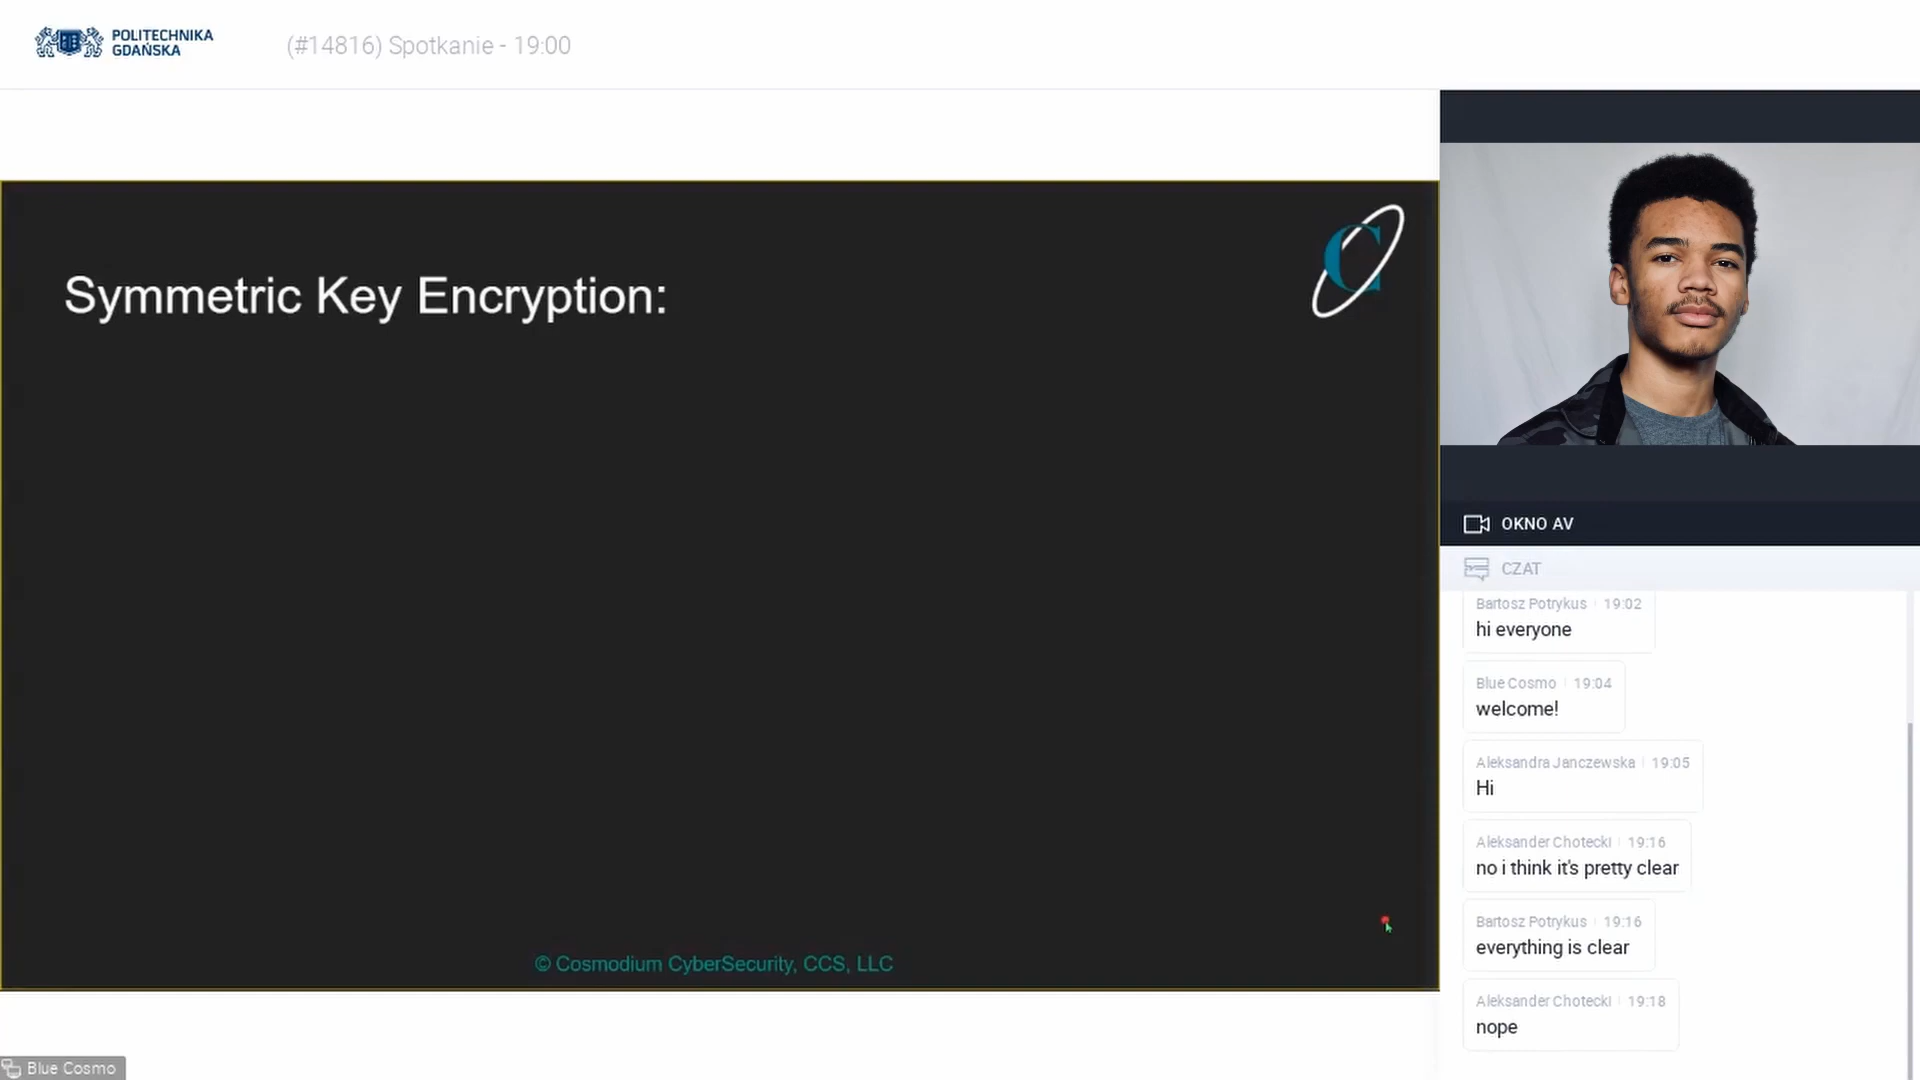 POLITECHNIKA
GDAŃSKA
(#14816) Spotkanie - 19:00
Symmetric Key Encryption:
C
© Cosmodium CyberSecurity, CCS, LLC
Blue Cosmo
OKNO AV
CZAT
Bartosz Potrykus 19:02
hi everyone
Blue Cosmo 19:04
welcome!
Aleksandra Janczewska 19:05
Hi
Aleksander Chotecki 19:16
no i think it's pretty clear
Bartosz Potrykus 19:16
everything is clear
Aleksander Chotecki 19:18
nope